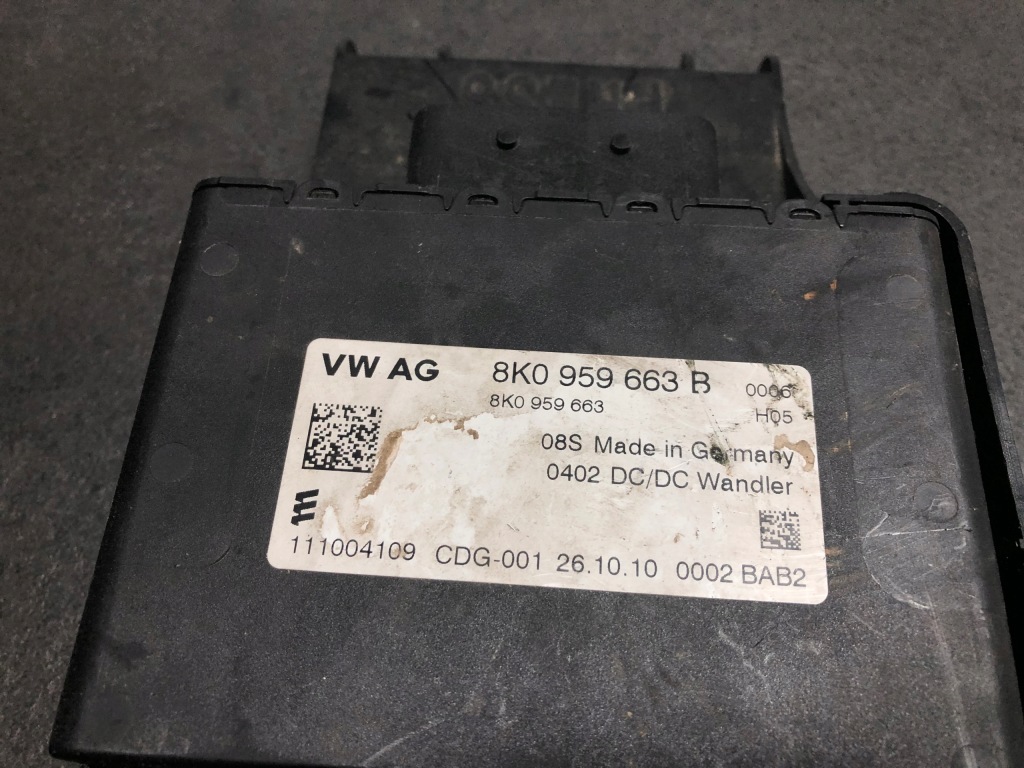 VW AG 8K0 959 663 B 0006
8K0 959 663 H05
08S Made in Germany
0402 DC/DC Wandler
111004109 CDG-001 26.10.10 0002 BAB2